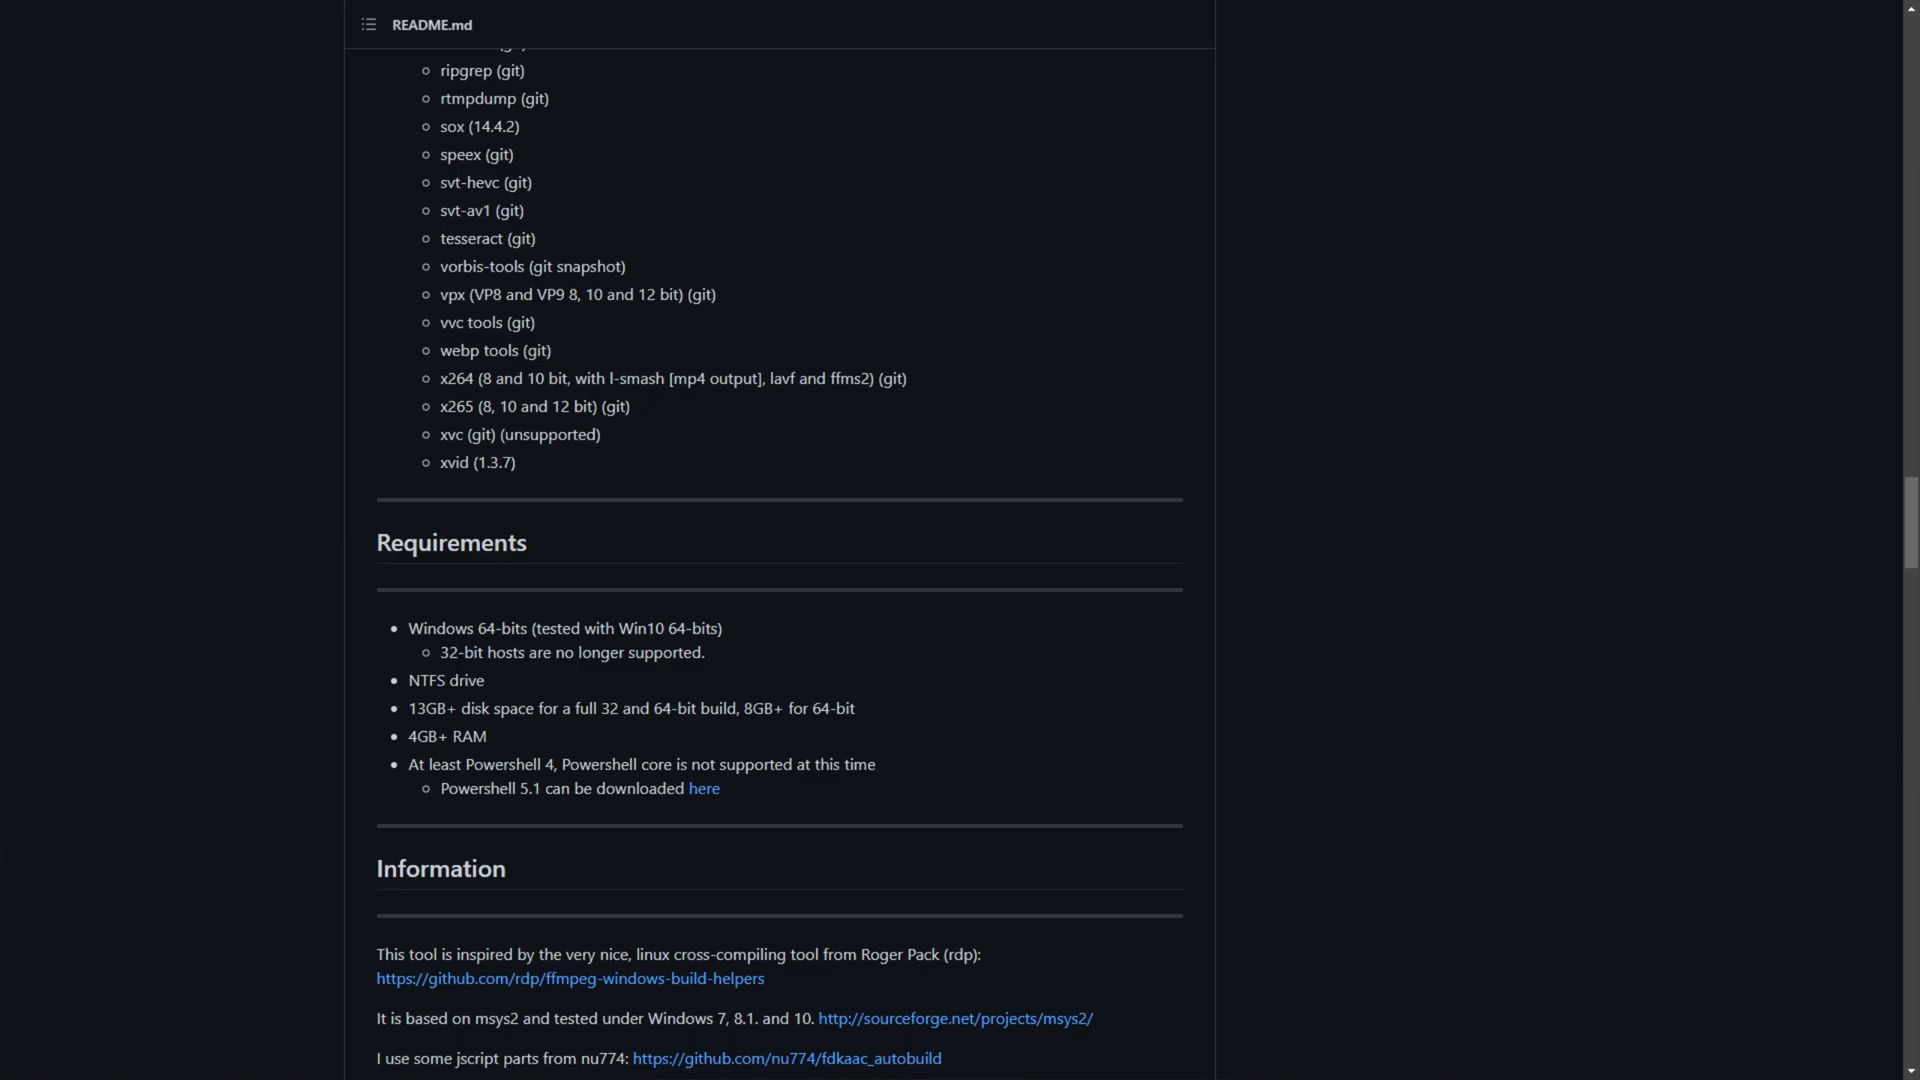 README.md
ripgrep (git)
rtmpdump (git)
sox (14.4.2)
speex (git)
svt-hevc (git)
svt-av1 (git)
tesseract (git)
vorbis-tools (git snapshot)
vpx (VP8 and VP9 8, 10 and 12 bit) (git)
vvc tools (git)
webp tools (git)
x264 (8 and 10 bit, with l-smash [mp4 output], lavf and ffms2) (git)
x265 (8, 10 and 12 bit) (git)
xvc (git) (unsupported)
xvid (1.3.7)
Requirements
Windows 64-bits (tested with Win10 64-bits)
32-bit hosts are no longer supported.
NTFS drive
13GB+ disk space for a full 32 and 64-bit build, 8GB+ for 64-bit
4GB+ RAM
At least Powershell 4, Powershell core is not supported at this time
Powershell 5.1 can be downloaded here
Information
This tool is inspired by the very nice, linux cross-compiling tool from Roger Pack (rdp):
https://github.com/rdp/ffmpeg-windows-build-helpers
It is based on msys2 and tested under Windows 7, 8.1. and 10. http://sourceforge.net/projects/msys2/
I use some jscript parts from nu774: https://github.com/nu774/fdkaac_autobuild